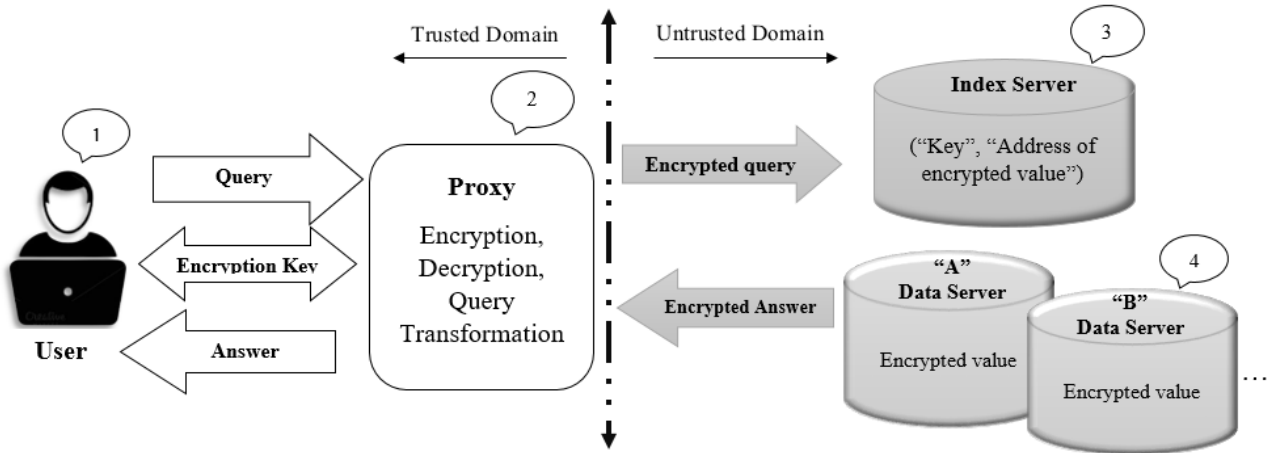 Trusted Domain
Untrusted Domain
1
2
3
Query
Encryption Key
Answer
User
Proxy
Encryption,
Decryption,
Query
Transformation
Encrypted query
Encrypted Answer
Index Server
(“Key”, “Address of
encrypted value”)
4
“A”
Data Server
Encrypted value
“B”
Data Server
Encrypted value
...